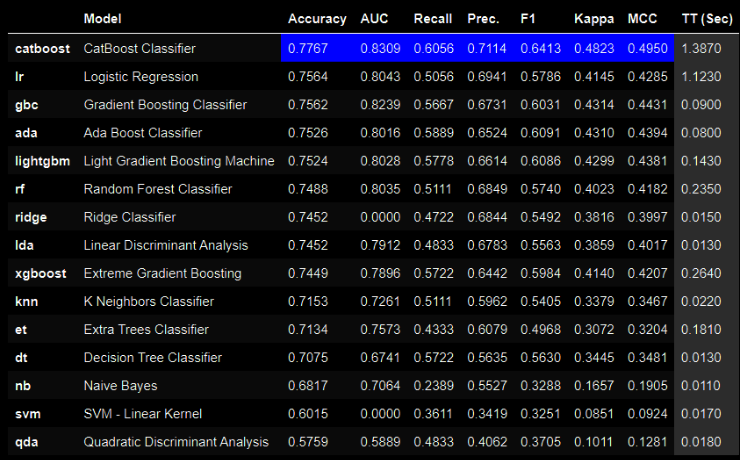 Model Accuracy AUC Recall Prec. F1 Kappa MCC TT (Sec)
catboost CatBoost Classifier 0.7767 0.8309 0.6056 0.7114 0.6413 0.4823 0.4950 1.3870
lr Logistic Regression 0.7564 0.8043 0.5056 0.6941 0.5786 0.4145 0.4285 1.1230
gbc Gradient Boosting Classifier 0.7562 0.8239 0.5667 0.6731 0.6031 0.4314 0.4431 0.0900
ada Ada Boost Classifier 0.7526 0.8016 0.5889 0.6524 0.6091 0.4310 0.4394 0.0800
lightgbm Light Gradient Boosting Machine 0.7524 0.8028 0.5778 0.6614 0.6086 0.4299 0.4381 0.1430
rf Random Forest Classifier 0.7488 0.8035 0.5111 0.6849 0.5740 0.4023 0.4182 0.2350
ridge Ridge Classifier 0.7452 0.0000 0.4722 0.6844 0.5492 0.3816 0.3997 0.0150
lda Linear Discriminant Analysis 0.7452 0.7912 0.4833 0.6783 0.5563 0.3859 0.4017 0.0130
xgboost Extreme Gradient Boosting 0.7449 0.7896 0.5722 0.6442 0.5984 0.4140 0.4207 0.2640
knn K Neighbors Classifier 0.7153 0.7261 0.5111 0.5962 0.5405 0.3379 0.3467 0.0220
et Extra Trees Classifier 0.7134 0.7573 0.4333 0.6079 0.4968 0.3072 0.3204 0.1810
dt Decision Tree Classifier 0.7075 0.6741 0.5722 0.5635 0.5630 0.3445 0.3481 0.0130
nb Naive Bayes 0.6817 0.7064 0.2389 0.5527 0.3288 0.1657 0.1905 0.0110
svm SVM - Linear Kernel 0.6015 0.0000 0.3611 0.3419 0.3251 0.0851 0.0924 0.0170
qda Quadratic Discriminant Analysis 0.5759 0.5889 0.4833 0.4062 0.3705 0.1011 0.1281 0.0180